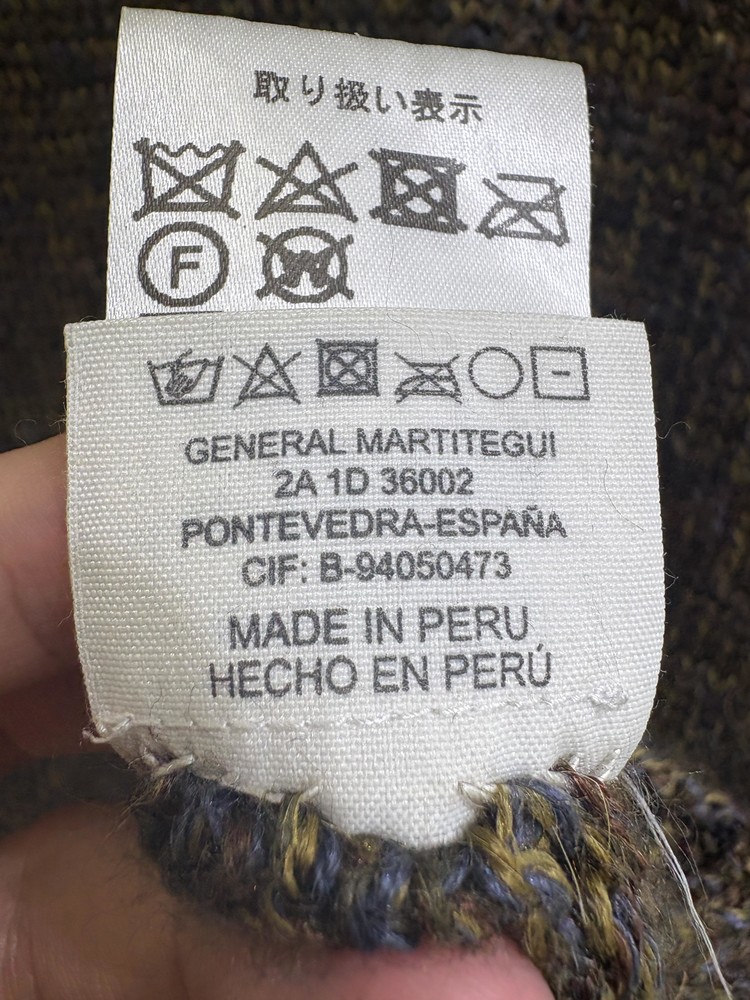 取り扱い表示
F
W
GENERAL MARTITEGUI
2A 1D 36002
PONTEVEDRA-ESPAÑA
CIF: B-94050473
MADE IN PERU
HECHO EN PERÚ